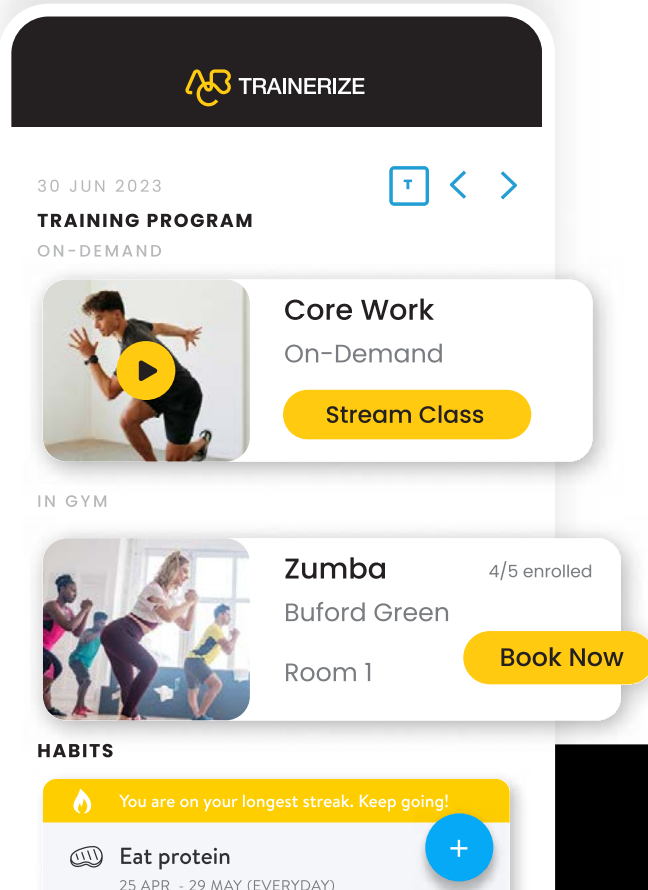 ABC TRAINERIZE
30 JUN 2023
T
TRAINING PROGRAM
ON-DEMAND
Core Work
On-Demand
Stream Class
IN GYM
Zumba
4/5 enrolled
Buford Green
Room 1
Book Now
HABITS
You are on your longest streak. Keep going!
Eat protein
25 APR - 29 MAY (EVERYDAY)